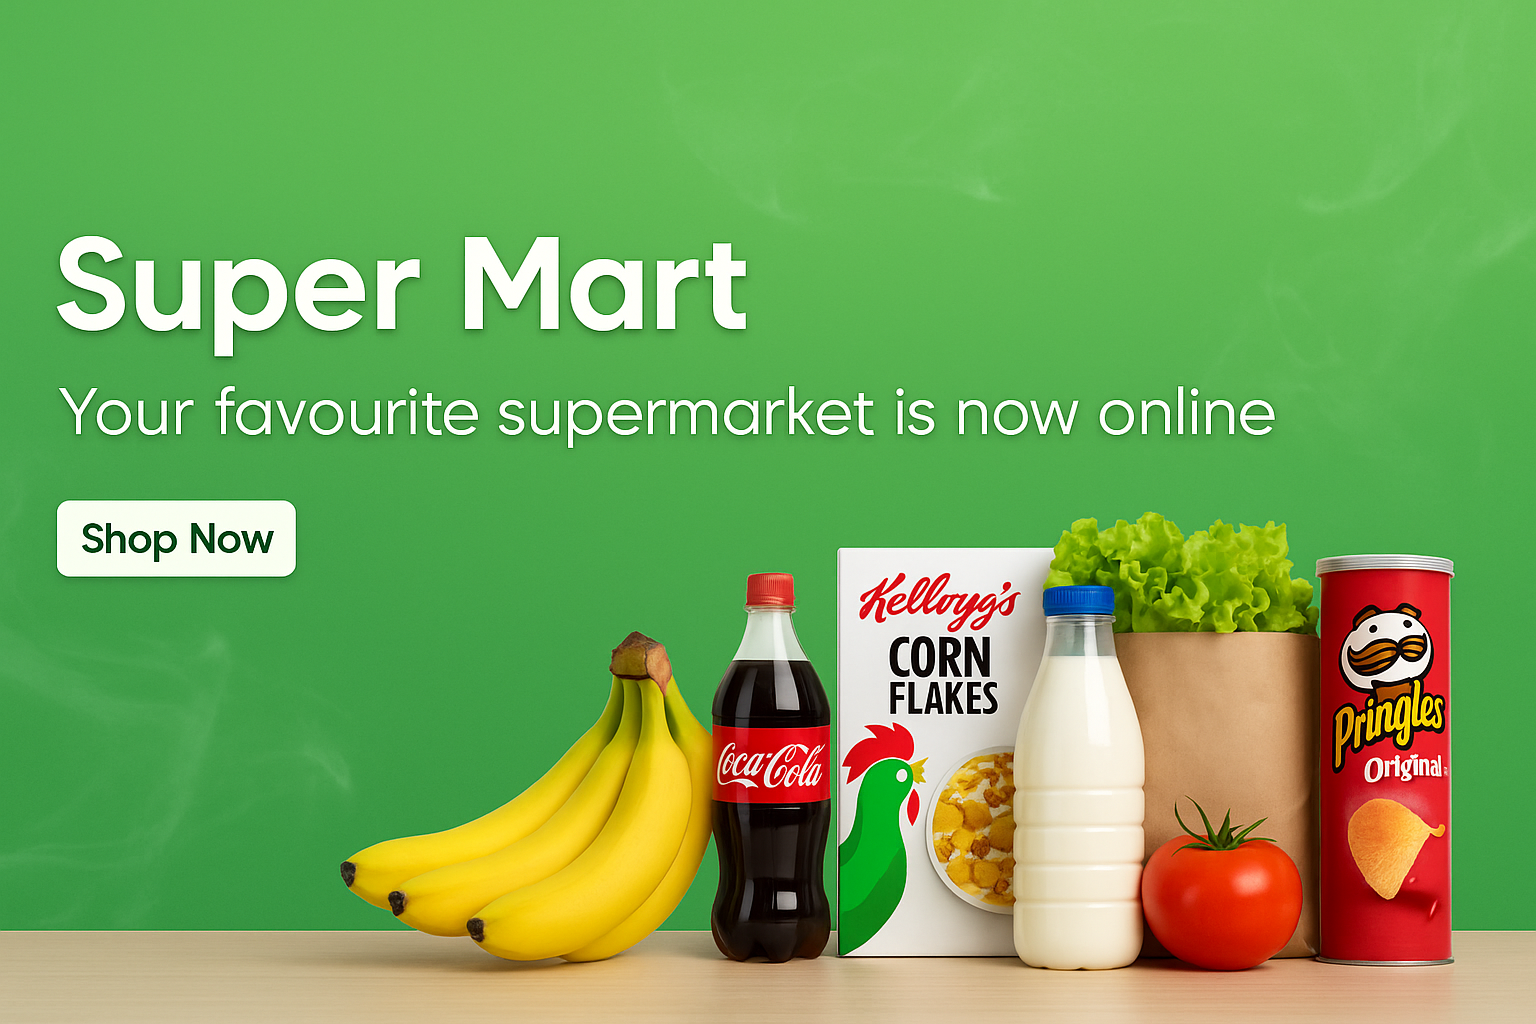 Super Mart
Your favourite supermarket is now online
Shop Now
Kellogg's
CORN
FLAKES
Coca-Cola
Pringles
Original